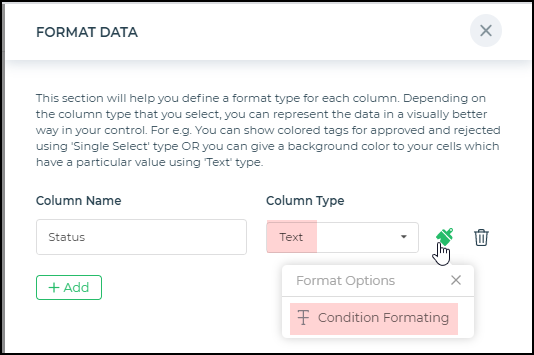 FORMAT DATA
This section will help you define a format type for each column. Depending on
the column type that you select, you can represent the data in a visually better
way in your control. For e.g. You can show colored tags for approved and rejected
using 'Single Select' type OR you can give a background color to your cells which
have a particular value using 'Text' type.
Column Name Column Type
Status Text
+ Add
Format Options
Condition Formating